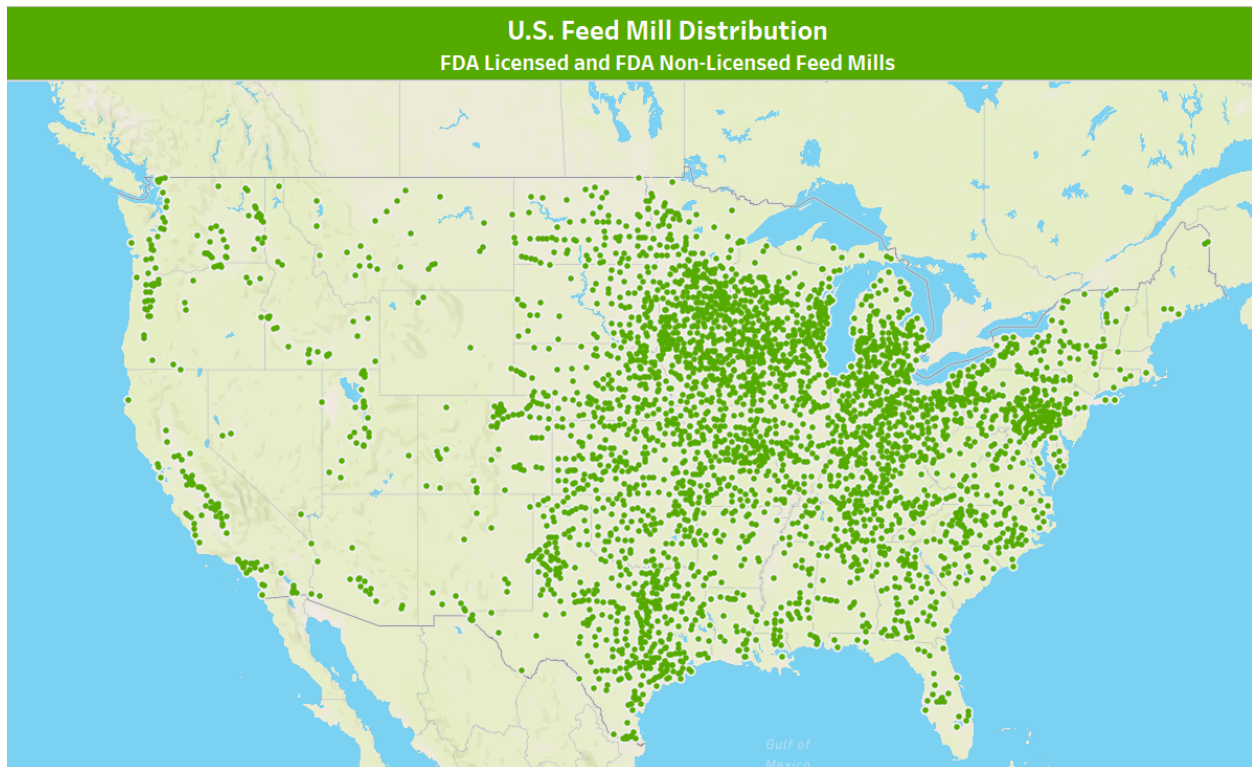 U.S. Feed Mill Distribution
FDA Licensed and FDA Non-Licensed Feed Mills
Gulf of
Mexico